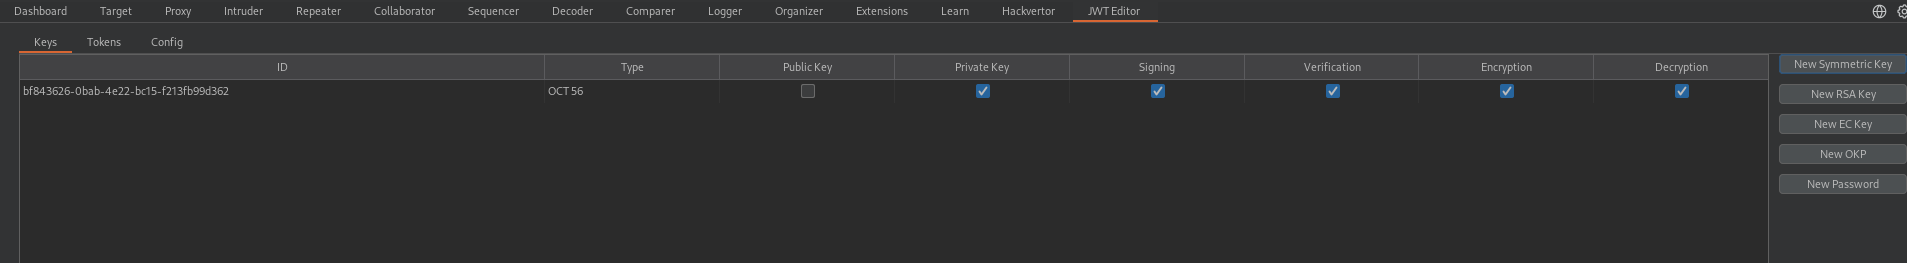 Dashboard Target Proxy Intruder Repeater Collaborator Sequencer Decoder Comparer Logger Organizer Extensions Learn Hackvertor JWT Editor
Keys Tokens Config
ID Type Public Key Private Key Signing Verification Encryption Decryption New Symmetric Key
bf843626-0bab-4e22-bc15-f213fb99d362 OCT 56 New RSA Key
New EC Key
New OKP
New Password